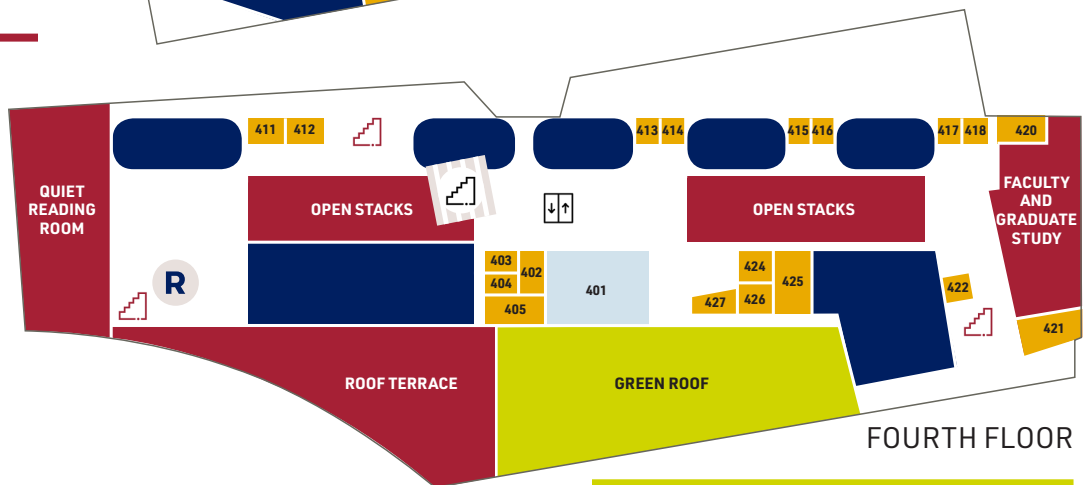 411
412
413
414
415
416
417
418
420
QUIET
READING
ROOM
OPEN STACKS
OPEN STACKS
FACULTY
AND
GRADUATE
STUDY
R
403
402
404
405
401
424
425
426
427
422
421
ROOF TERRACE
GREEN ROOF
FOURTH FLOOR